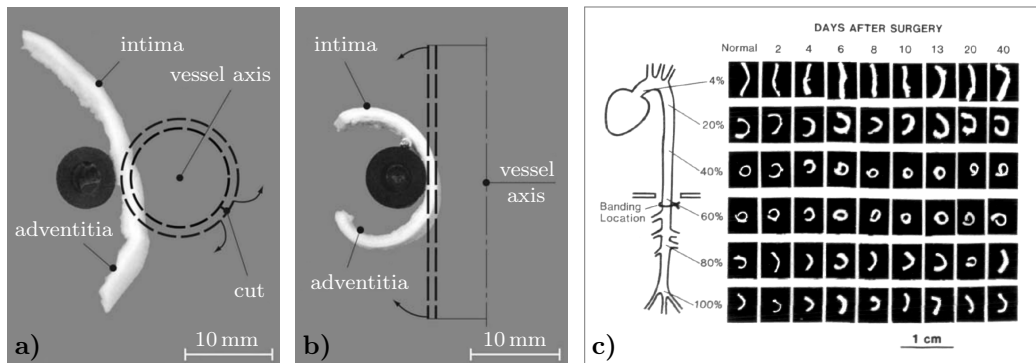 intima
vessel axis
adventitia
cut
a)
10 mm
intima
vessel
axis
adventitia
b)
10 mm
DAYS AFTER SURGERY
Normal 2 4 6 8 10 13 20 40
4%
20%
40%
Banding
Location
60%
80%
100%
c)
1 cm